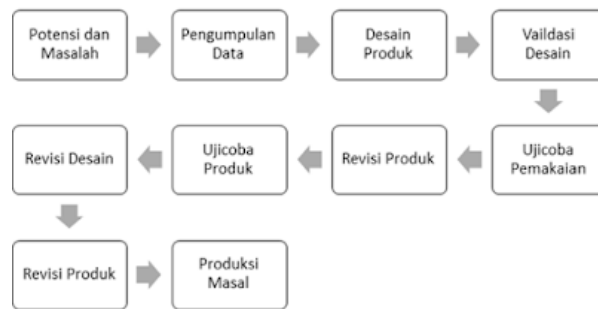 Potensi dan
Masalah
Pengumpulan
Data
Desain
Produk
Vaildasi
Desain
Ujicoba
Pemakaian
Revisi Produk
Ujicoba
Produk
Revisi Desain
Revisi Produk
Produksi
Masal